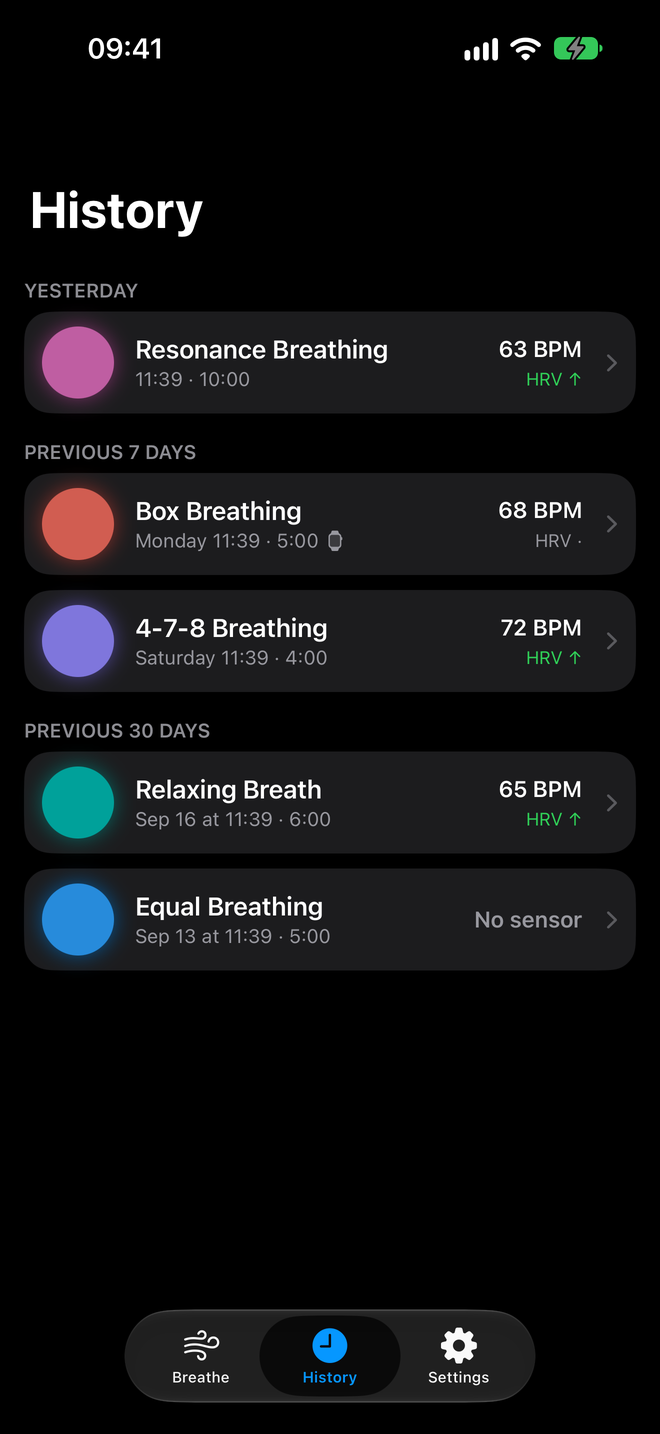 09:41
History
YESTERDAY
Resonance Breathing
63 BPM
11:39 · 10:00
HRV ↑
PREVIOUS 7 DAYS
Box Breathing
68 BPM
Monday 11:39 · 5:00
HRV ·
4-7-8 Breathing
72 BPM
Saturday 11:39 · 4:00
HRV ↑
PREVIOUS 30 DAYS
Relaxing Breath
65 BPM
Sep 16 at 11:39 · 6:00
HRV ↑
Equal Breathing
No sensor
Sep 13 at 11:39 · 5:00
Breathe
History
Settings